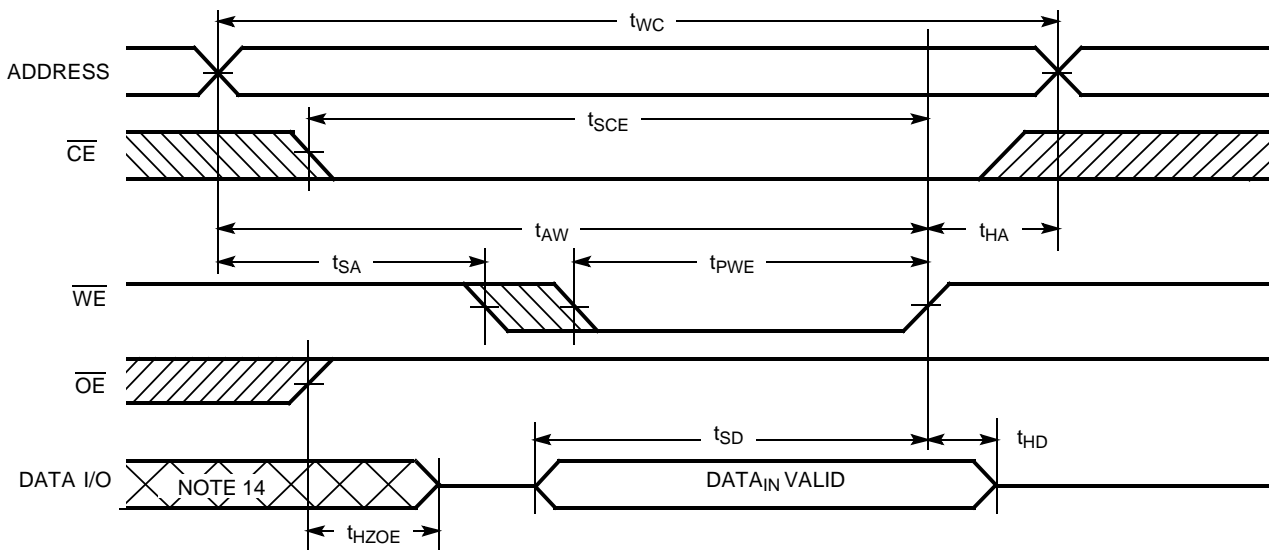 tWC
ADDRESS
tSCE
CE
tAW
tHA
tSA
tPWE
WE
OE
tSD
tHD
DATA I/O
NOTE 14
DATAIN VALID
tHZOE